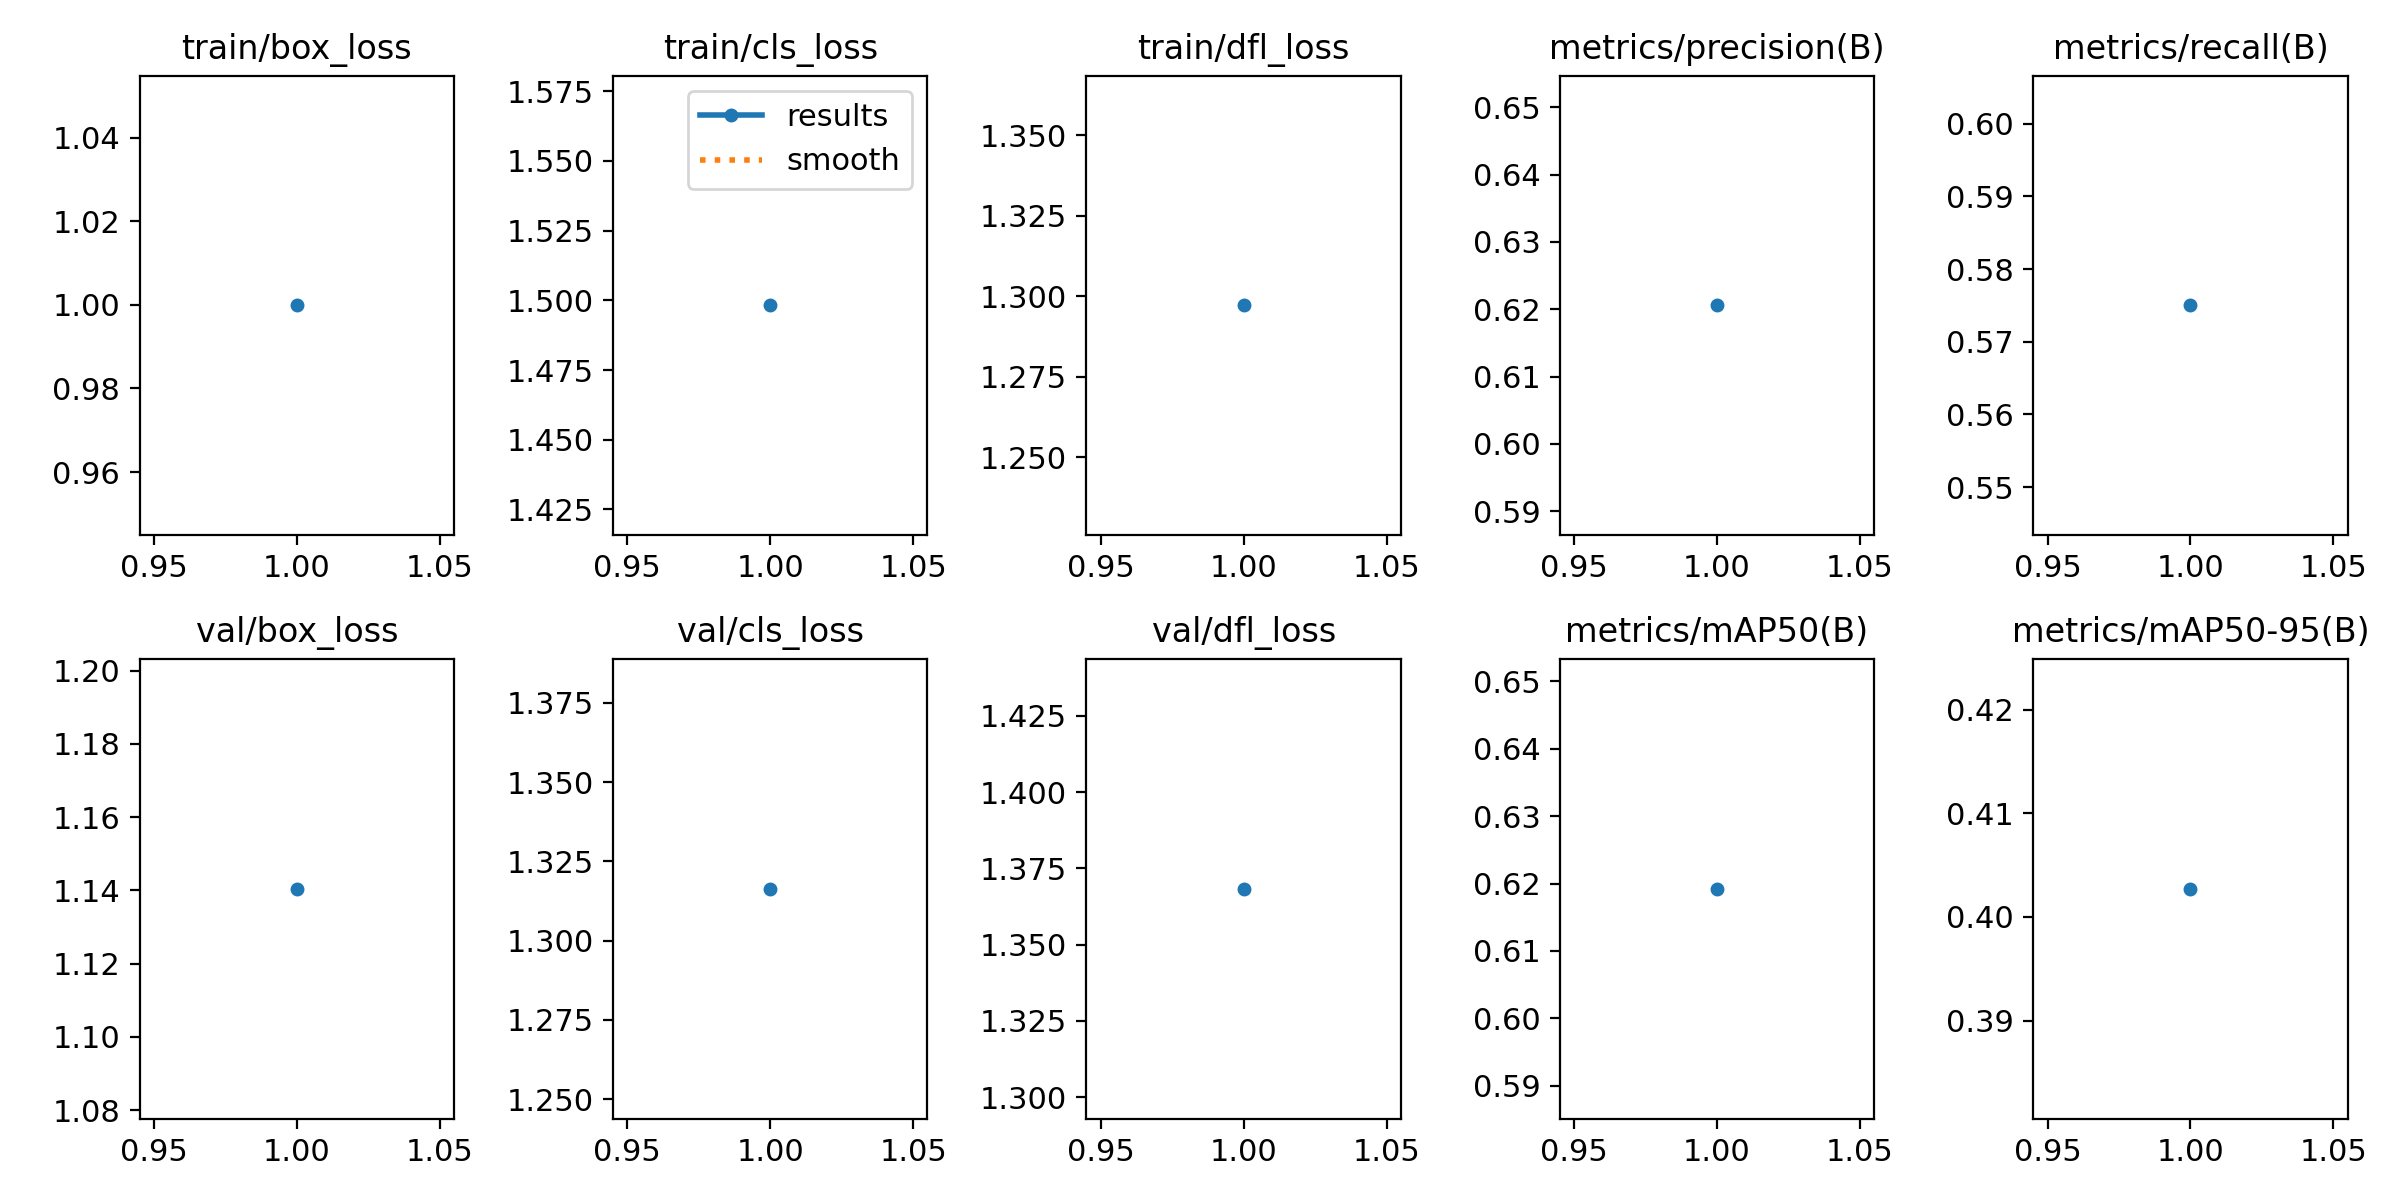 train/box_loss
1.04
1.02
1.00
0.98
0.96
0.95 1.00 1.05
train/cls_loss
results
smooth
1.575
1.550
1.525
1.500
1.475
1.450
1.425
0.95 1.00 1.05
train/dfl_loss
1.350
1.325
1.300
1.275
1.250
0.95 1.00 1.05
metrics/precision(B)
0.65
0.64
0.63
0.62
0.61
0.60
0.59
0.95 1.00 1.05
metrics/recall(B)
0.60
0.59
0.58
0.57
0.56
0.55
0.95 1.00 1.05
val/box_loss
1.20
1.18
1.16
1.14
1.12
1.10
1.08
0.95 1.00 1.05
val/cls_loss
1.375
1.350
1.325
1.300
1.275
1.250
0.95 1.00 1.05
val/dfl_loss
1.425
1.400
1.375
1.350
1.325
1.300
0.95 1.00 1.05
metrics/mAP50(B)
0.65
0.64
0.63
0.62
0.61
0.60
0.59
0.95 1.00 1.05
metrics/mAP50-95(B)
0.42
0.41
0.40
0.39
0.95 1.00 1.05